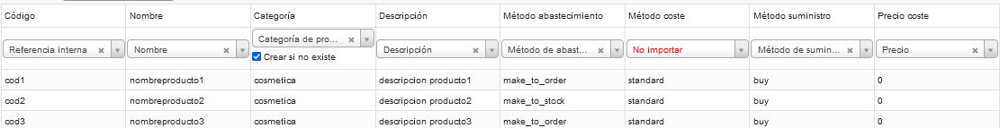 Código Nombre Categoría Descripción Método abastecimiento Método coste Método suministro Precio coste
Referencia interna Nombre Categoría de pro... Descripción Método de abast... No importar Método de sumin... Precio
Crear si no existe
cod1 nombreproducto1 cosmetica descripcion producto1 make_to_order standard buy 0
cod2 nombreproducto2 cosmetica descripcion producto2 make_to_stock standard buy 0
cod3 nombreproducto3 cosmetica descripcion producto3 make_to_order standard buy 0